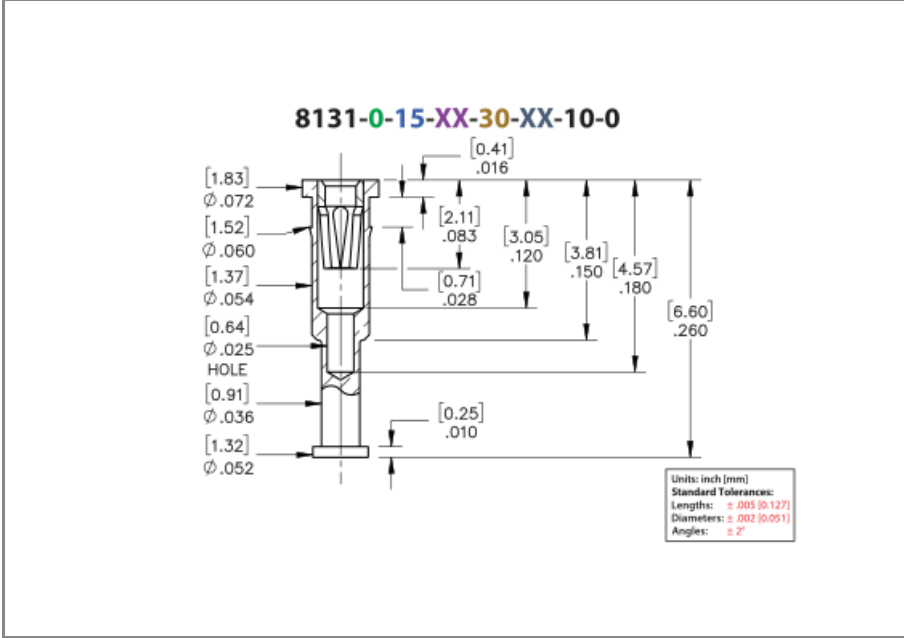 8131-0-15-XX-30-XX-10-0
[0.41]
.016
[1.83]
Ø.072
[2.11]
.083
[1.52]
Ø.060
[3.05]
.120
[3.81]
.150
[4.57]
.180
[1.37]
Ø.054
[0.71]
.028
[6.60]
.260
[0.64]
Ø.025
HOLE
[0.91]
Ø.036
[0.25]
.010
[1.32]
Ø.052
Units: inch [mm]
Standard Tolerances:
Lengths: ± .005 [0.127]
Diameters: ± .002 [0.051]
Angles: ± 2°